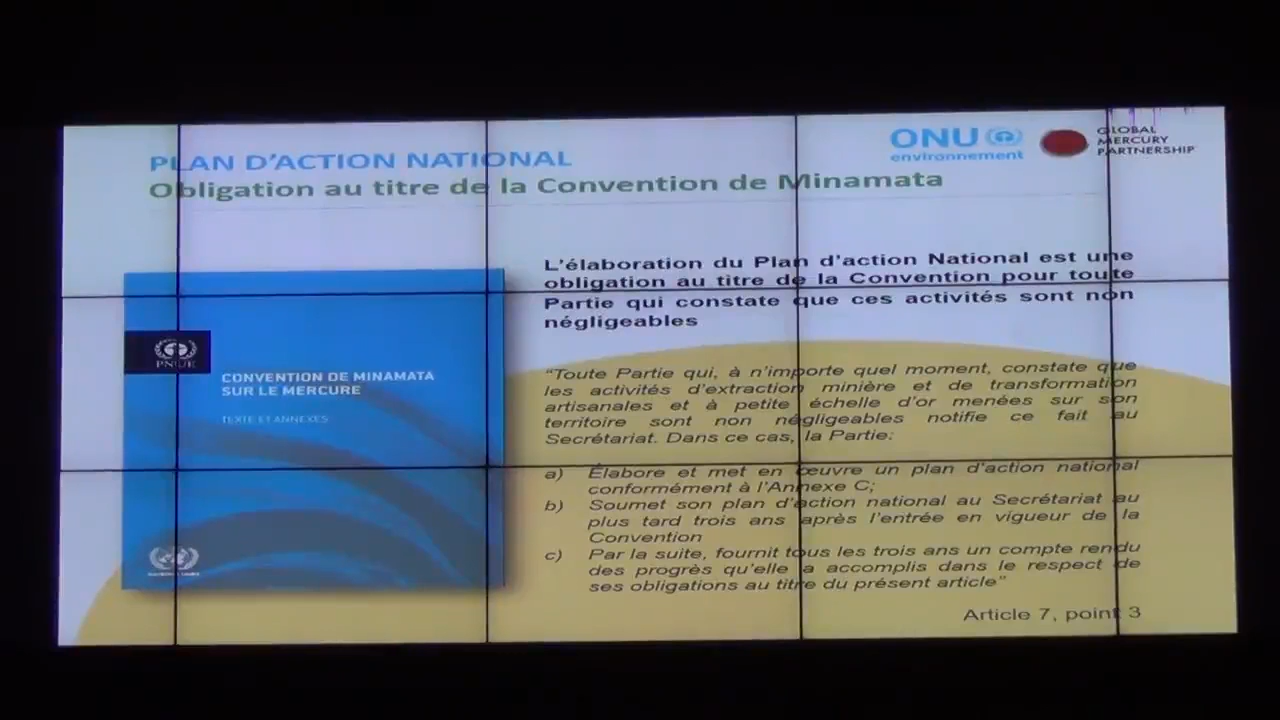 PLAN D'ACTION NATIONAL
Obligation au titre de la Convention de Minamata
ONU
environnement
GLOBAL
MERCURY
PARTNERSHIP
PNUE
CONVENTION DE MINAMATA
SUR LE MERCURE
TEXTE ET ANNEXES
L'élaboration du Plan d'action National est une
obligation au titre de la Convention pour toute
Partie qui constate que ces activités sont non
négligeables
"Toute Partie qui, à n'importe quel moment, constate que
les activités d'extraction minière et de transformation
artisanales et à petite échelle d'or menées sur son
territoire sont non négligeables notifie ce fait au
Secrétariat. Dans ce cas, la Partie:
a) Élabore et met en œuvre un plan d'action national
conformément à l'Annexe C;
b) Soumet son plan d'action national au Secrétariat au
plus tard trois ans après l'entrée en vigueur de la
Convention
c) Par la suite, fournit tous les trois ans un compte rendu
des progrès qu'elle a accomplis dans le respect de
ses obligations au titre du présent article"
Article 7, point 3